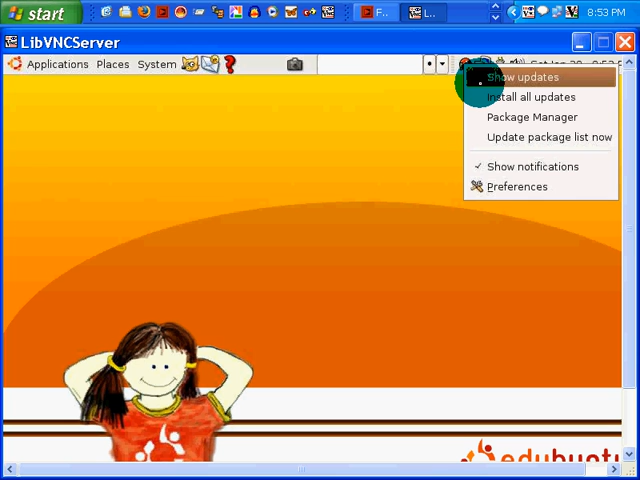 start
F..
L..
8:53 PM
LibVNCServer
Applications Places System
Show updates
Install all updates
Package Manager
Update package list now
Show notifications
Preferences
edubuntu